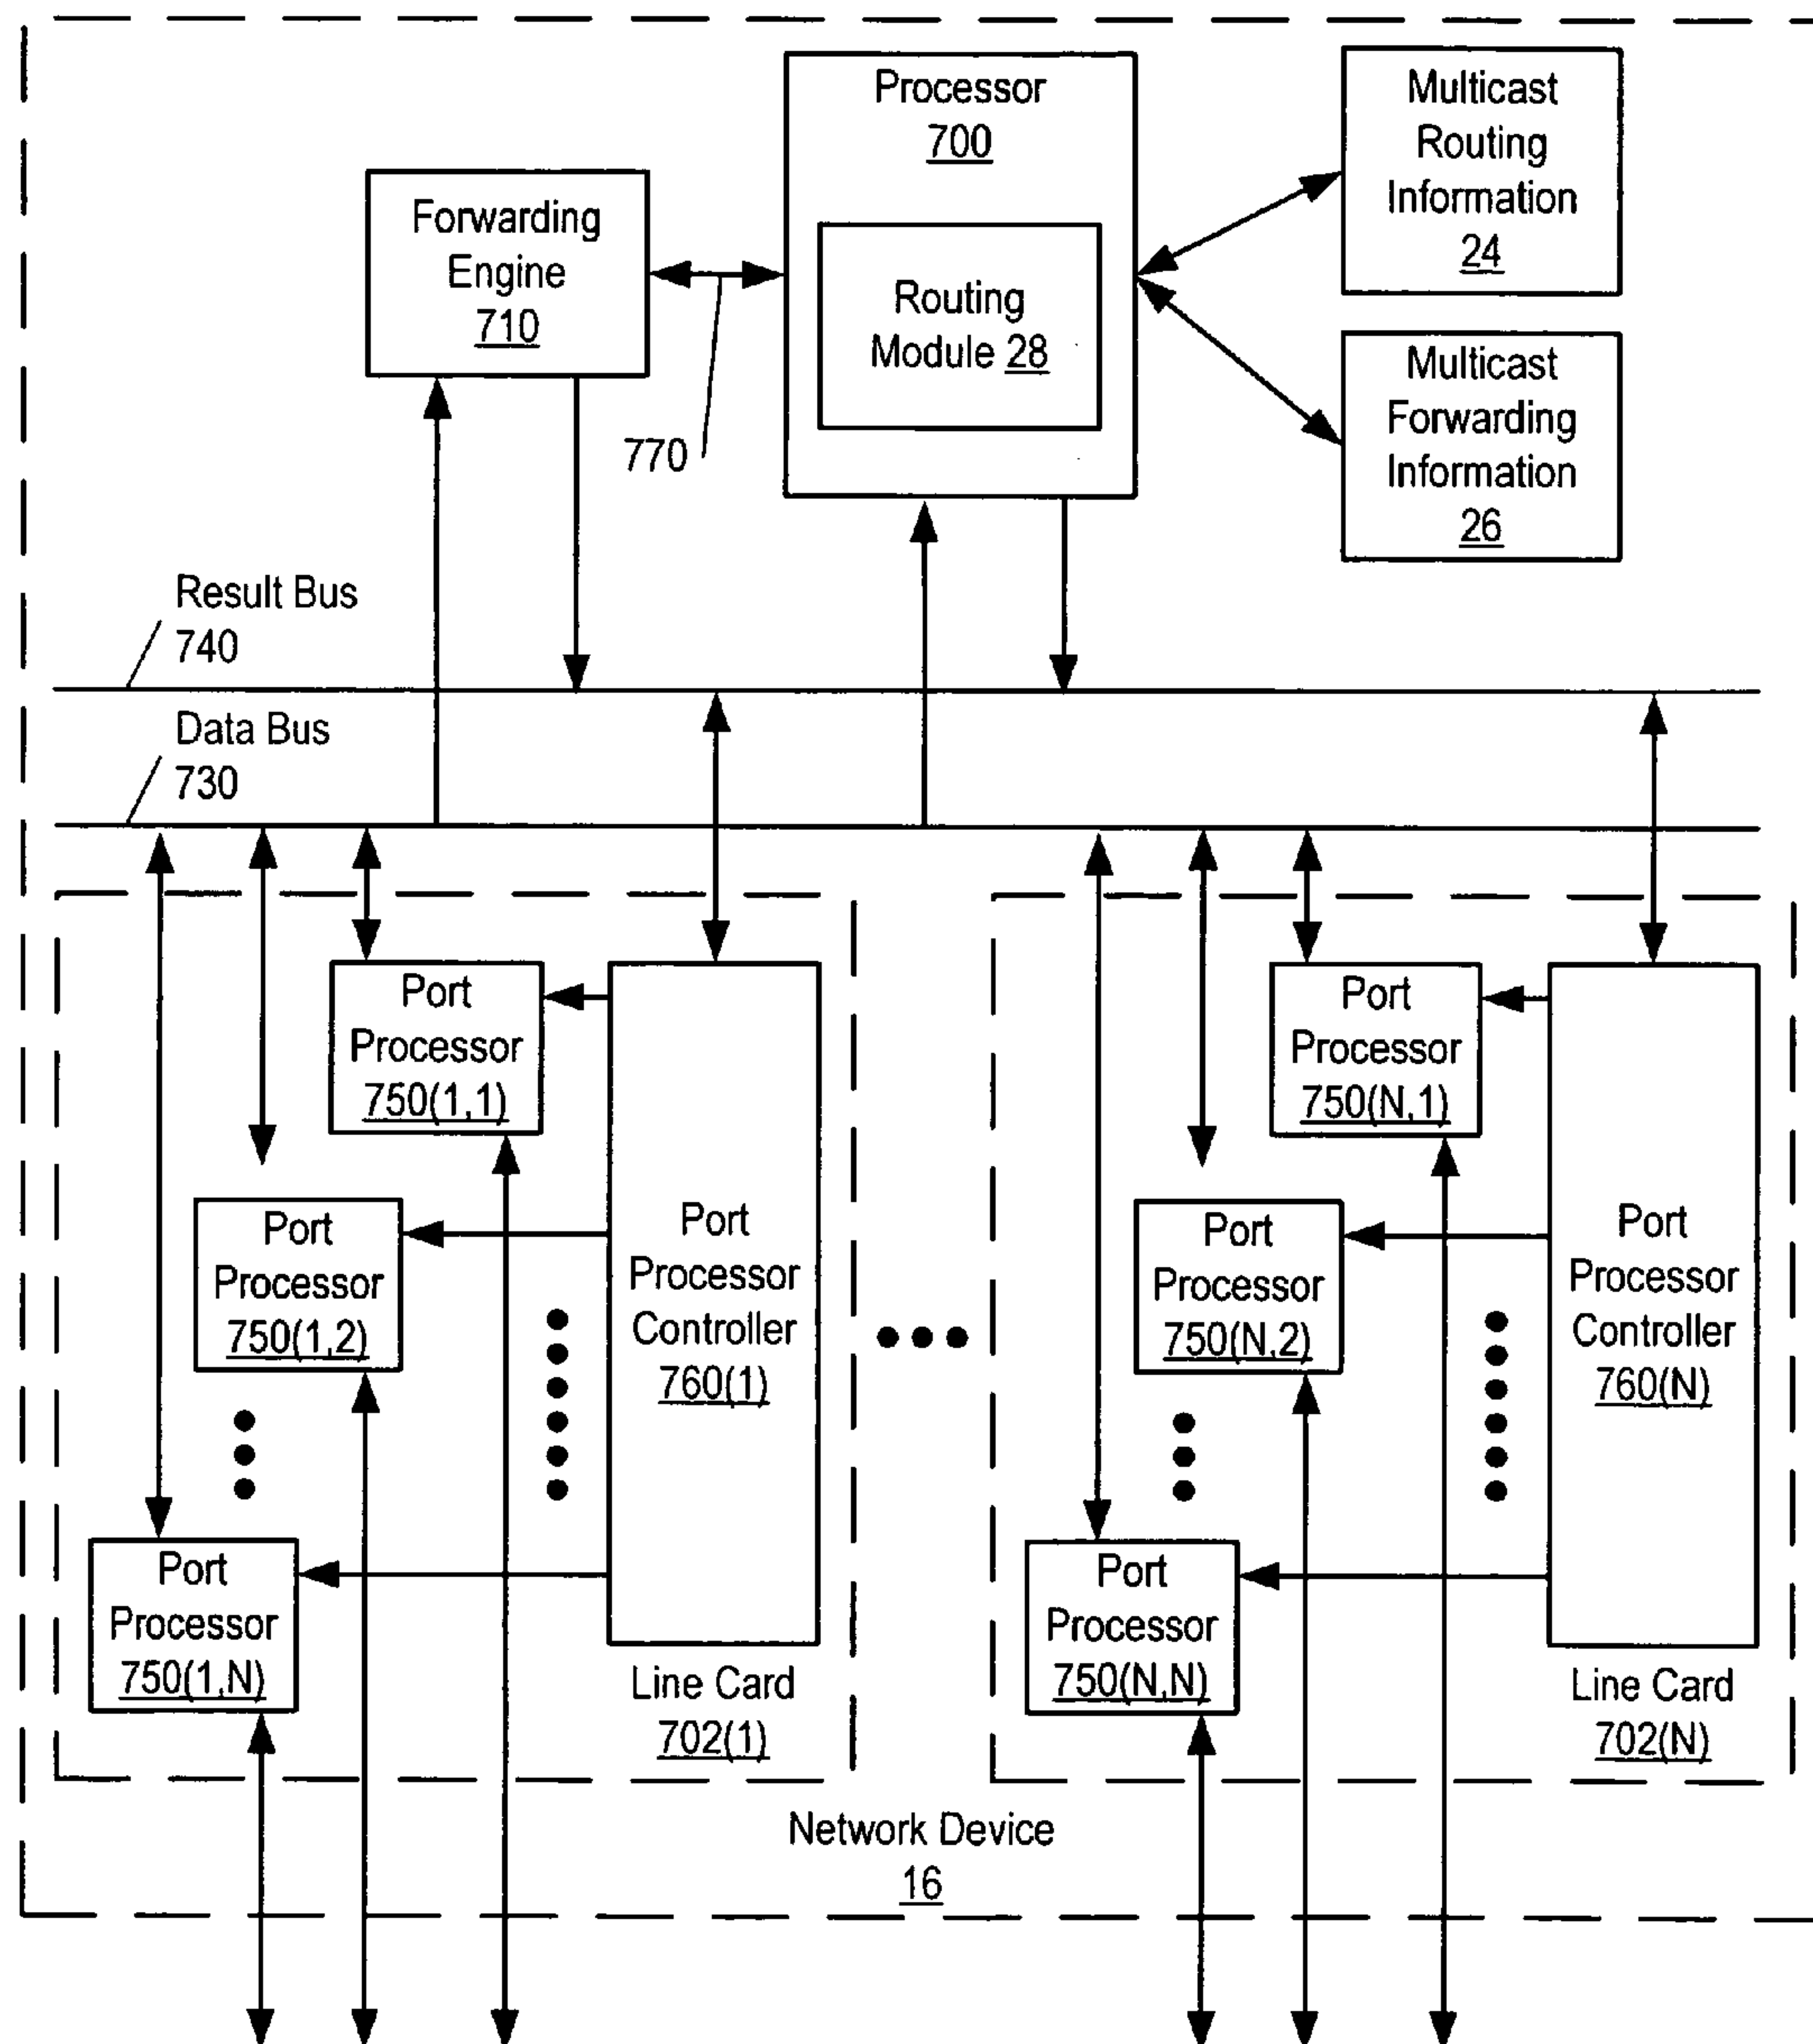 Processor
700
Multicast
Routing
Information
24
Forwarding
Engine
710
Routing
Module 28
770
Multicast
Forwarding
Information
26
Result Bus
740
Data Bus
730
Port
Processor
750(1,1)
Port
Processor
750(1,2)
Port
Processor
750(1,N)
Port
Processor
Controller
760(1)
Line Card
702(1)
Port
Processor
750(N,1)
Port
Processor
750(N,2)
Port
Processor
750(N,N)
Port
Processor
Controller
760(N)
Line Card
702(N)
Network Device
16